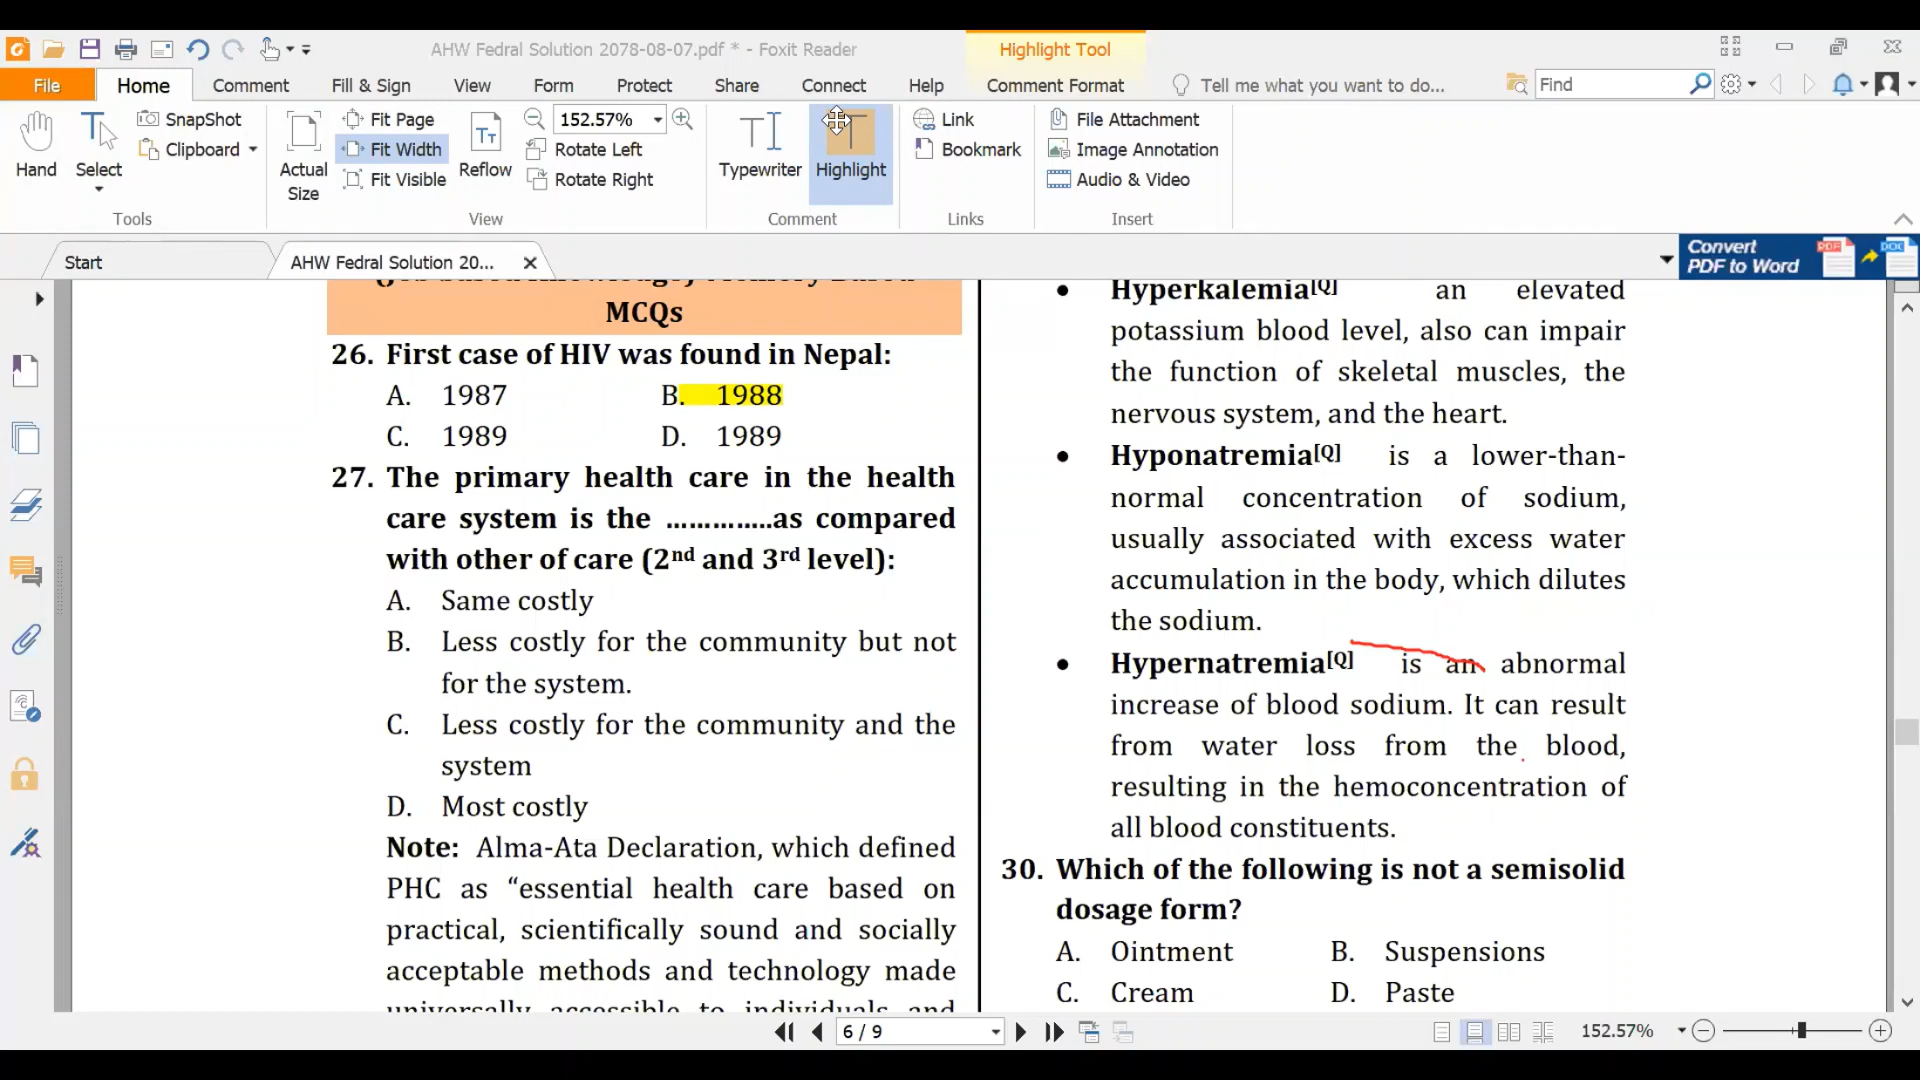 AHW Fedral Solution 2078-08-07.pdf * - Foxit Reader
Highlight Tool
File
Home
Comment
Fill & Sign
View
Form
Protect
Share
Connect
Help
Comment Format
Tell me what you want to do...
Find
Hand
Select
SnapShot
Clipboard
Tools
Actual
Size
Fit Page
Fit Width
Fit Visible
Reflow
152.57%
Rotate Left
Rotate Right
View
Typewriter
Highlight
Comment
Link
Bookmark
Links
File Attachment
Image Annotation
Audio & Video
Insert
Start
AHW Fedral Solution 20...
Convert
PDF to Word
PDF
DOC
MCQs
26. First case of HIV was found in Nepal:
A. 1987 B. 1988
C. 1989 D. 1989
27. The primary health care in the health
care system is the …………..as compared
with other of care (2nd and 3rd level):
A. Same costly
B. Less costly for the community but not
for the system.
C. Less costly for the community and the
system
D. Most costly
Note: Alma-Ata Declaration, which defined
PHC as “essential health care based on
practical, scientifically sound and socially
acceptable methods and technology made
universally accessible to individuals and
• Hyperkalemia[Q] an elevated
potassium blood level, also can impair
the function of skeletal muscles, the
nervous system, and the heart.
• Hyponatremia[Q] is a lower-than-
normal concentration of sodium,
usually associated with excess water
accumulation in the body, which dilutes
the sodium.
• Hypernatremia[Q] is an abnormal
increase of blood sodium. It can result
from water loss from the blood,
resulting in the hemoconcentration of
all blood constituents.
30. Which of the following is not a semisolid
dosage form?
A. Ointment B. Suspensions
C. Cream D. Paste
6 / 9
152.57%